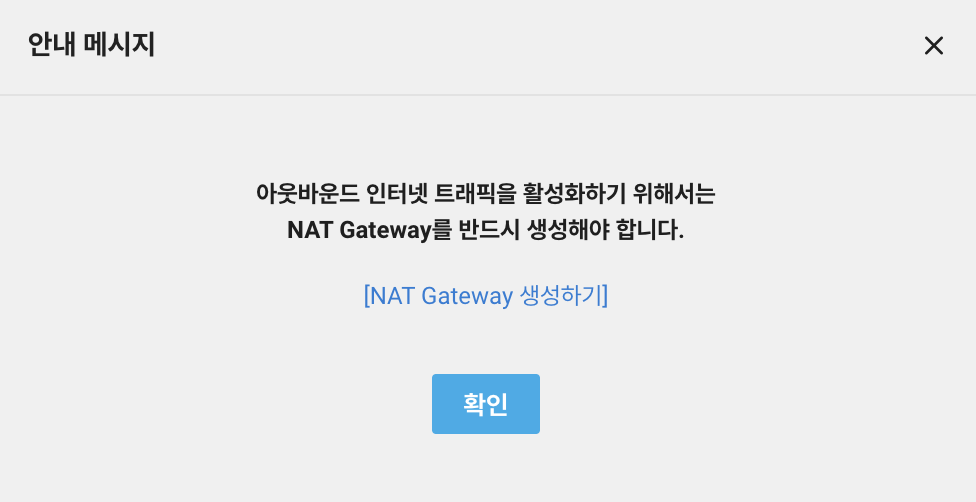 안내 메시지
아웃바운드 인터넷 트래픽을 활성화하기 위해서는
NAT Gateway를 반드시 생성해야 합니다.
[NAT Gateway 생성하기]
확인